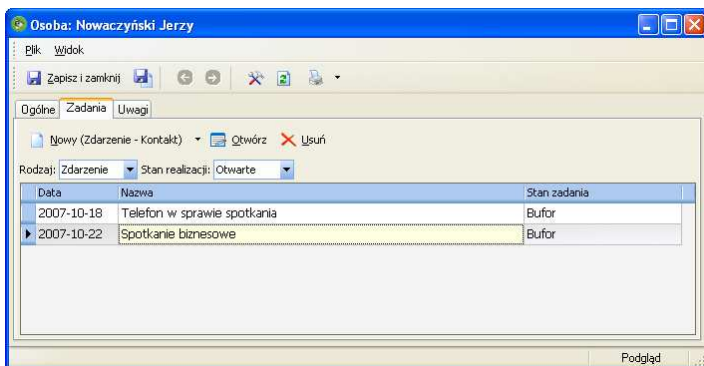 Osoba: Nowaczyński Jerzy
Plik Widok
Zapisz i zamknij
Ogólne Zadania Uwagi
Nowy (Zdarzenie - Kontakt) Otwórz Usuń
Rodzaj: Zdarzenie Stan realizacji: Otwarte
Data Nazwa Stan zadania
2007-10-18 Telefon w sprawie spotkania Bufor
2007-10-22 Spotkanie biznesowe Bufor
Podgląd